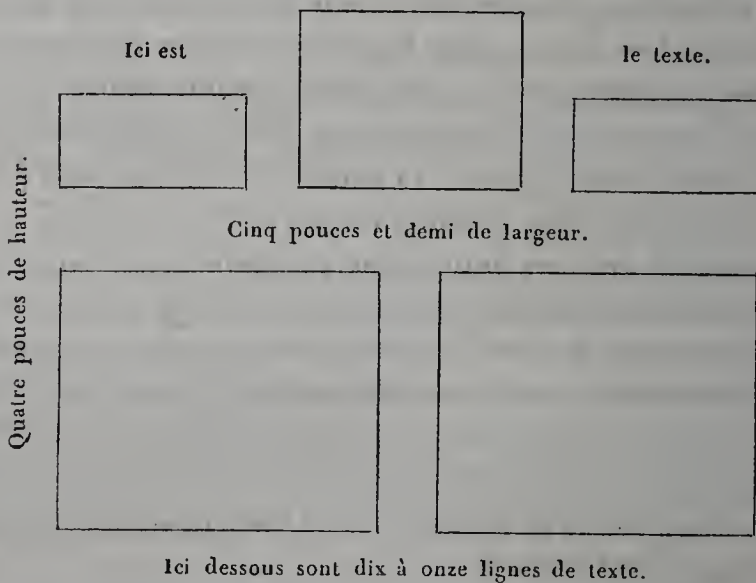 Ici est
le texte.
Cinq pouces et demi de largeur.
Quatre pouces de hauteur.
Ici dessous sont dix à onze lignes de texte.